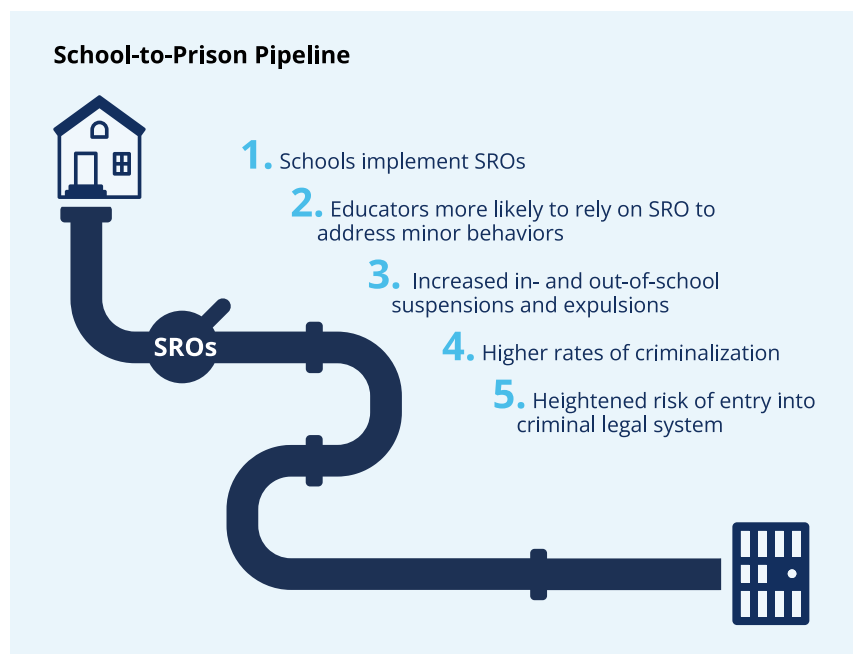 School-to-Prison Pipeline
1. Schools implement SROs
2. Educators more likely to rely on SRO to
address minor behaviors
3. Increased in- and out-of-school
suspensions and expulsions
SROs
4. Higher rates of criminalization
5. Heightened risk of entry into
criminal legal system